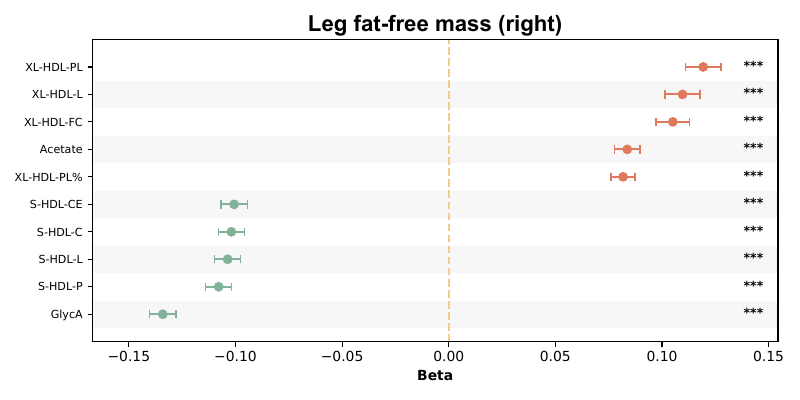 Leg fat-free mass (right)
XL-HDL-PL ***
XL-HDL-L ***
XL-HDL-FC ***
Acetate ***
XL-HDL-PL% ***
S-HDL-CE ***
S-HDL-C ***
S-HDL-L ***
S-HDL-P ***
GlycA ***
−0.15 −0.10 −0.05 0.00 0.05 0.10 0.15
Beta